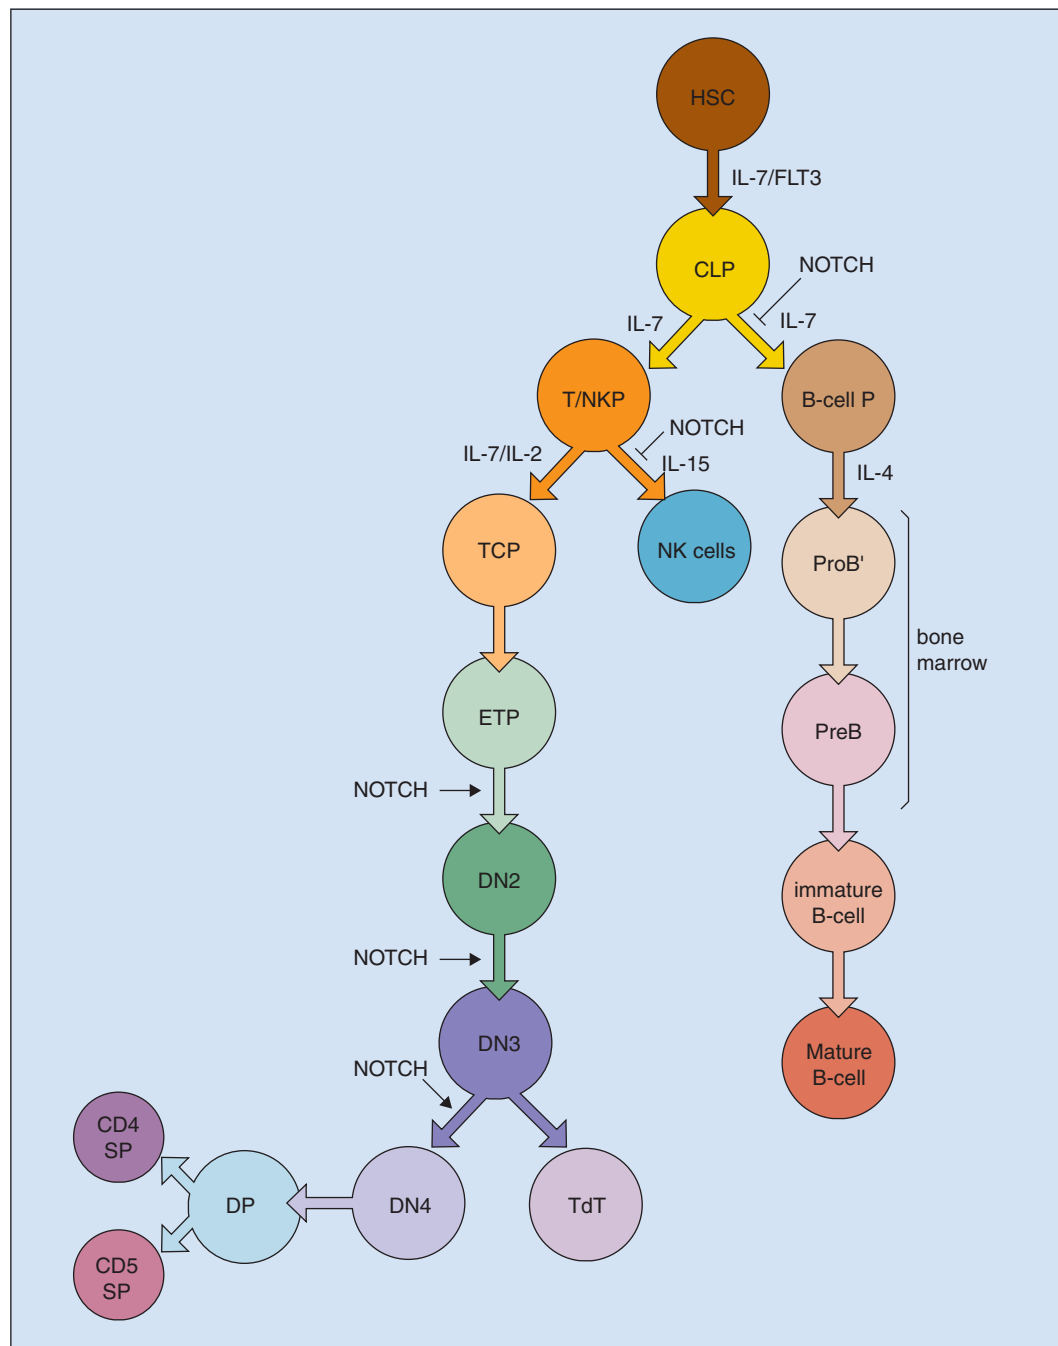 HSC
IL-7/FLT3
CLP
NOTCH
IL-7
IL-7
T/NKP
B-cell P
NOTCH
IL-7/IL-2
IL-15
IL-4
TCP
NK cells
ProB'
bone
marrow
ETP
PreB
NOTCH
DN2
immature
B-cell
NOTCH
DN3
Mature
B-cell
NOTCH
CD4
SP
DP
DN4
TdT
CD5
SP